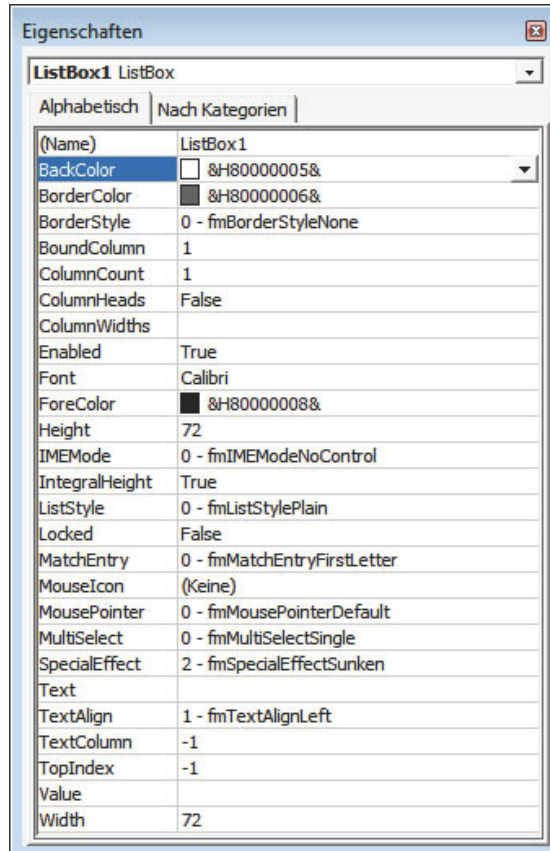 Eigenschaften
ListBox1 ListBox
Alphabetisch Nach Kategorien
(Name) ListBox1
BackColor &H80000005&
BorderColor &H80000006&
BorderStyle 0 - fmBorderStyleNone
BoundColumn 1
ColumnCount 1
ColumnHeads False
ColumnWidths
Enabled True
Font Calibri
ForeColor &H80000008&
Height 72
IMEMode 0 - fmIMEModeNoControl
IntegralHeight True
ListStyle 0 - fmListStylePlain
Locked False
MatchEntry 0 - fmMatchEntryFirstLetter
MouseIcon (Keine)
MousePointer 0 - fmMousePointerDefault
MultiSelect 0 - fmMultiSelectSingle
SpecialEffect 2 - fmSpecialEffectSunken
Text
TextAlign 1 - fmTextAlignLeft
TextColumn -1
TopIndex -1
Value
Width 72